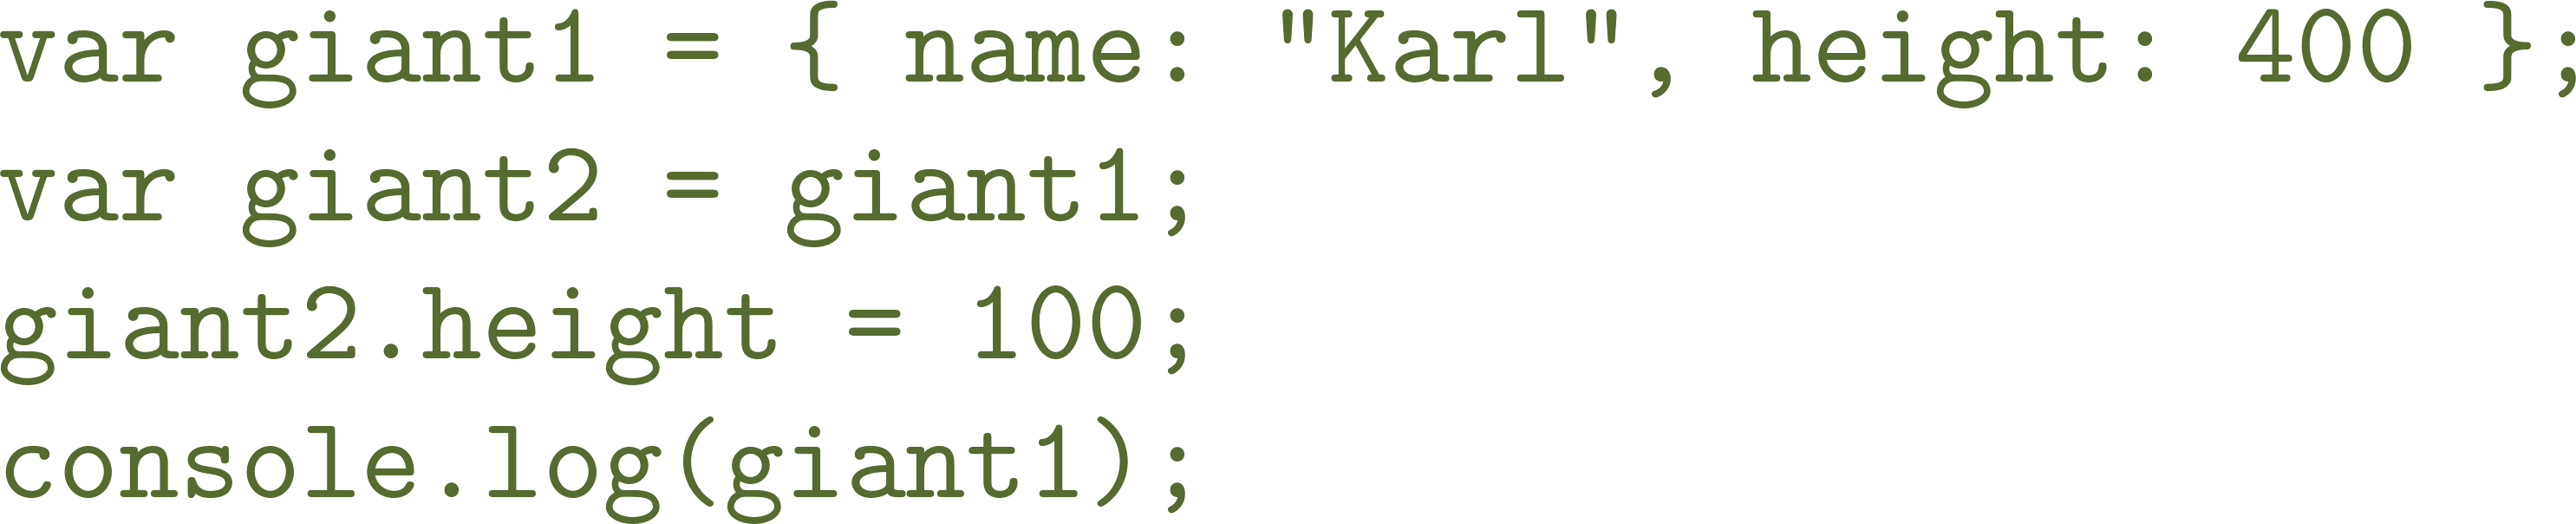 var giant1 = { name: "Karl", height: 400 };
var giant2 = giant1;
giant2.height = 100;
console.log(giant1);